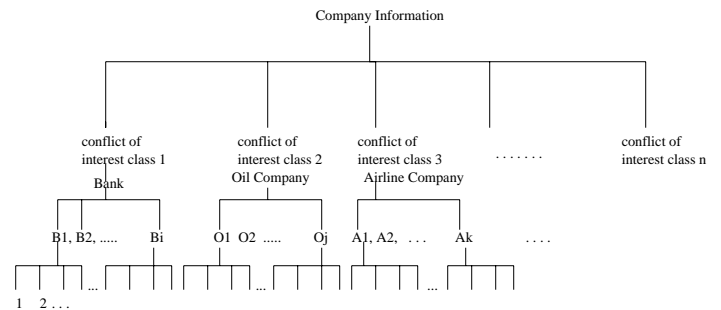 Company Information
conflict of interest class 1
Bank
conflict of interest class 2
Oil Company
conflict of interest class 3
Airline Company
. . . . . . .
conflict of interest class n
B1, B2, ..... Bi
O1 O2 ..... Oj
A1, A2, . . . Ak
. . . .
... ... ...
1 2 . . .